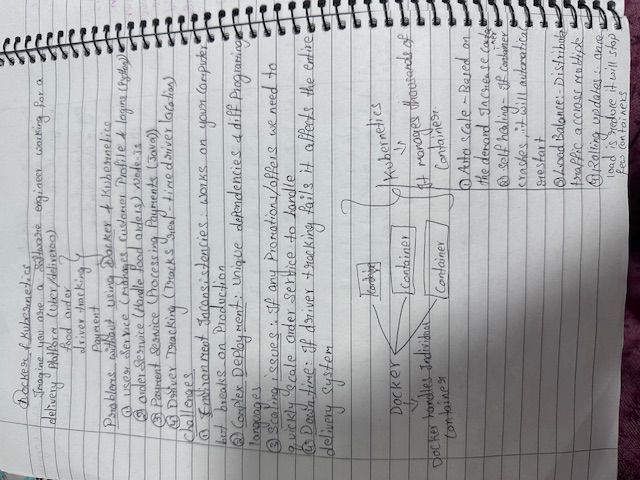 Docker & Kubernetics
Imagine you are a Software engineer working for a
delivery Platform (Uber/deliveroo)
food order
driver tracking
Payment
Problems without using Docker & Kubernetics
① user Service (Manages Customer Profile & logins (Python)
② order Service (Handle food orders) Node.js
③ Payment Service (Processing Payments (Java))
④ Driver Tracking (Tracks real-time driver location)
Challenges
① Environment Inconsistencies: works on your Computer
but breaks on Production
② Complex Deployment: Unique dependencies & diff Programing
languages
③ Scaling issues: If any Promotions/offers we need to
quickly scale order service to handle
④ Down time: If driver tracking fails it affects the entire
delivery System
Docker
Docker handles Individual
Container
Container
Container
Container
Kubernetics
It manages thousands of
Container.
① Auto scale - Based on
the demand Increase container
② Self healing - If container
craches, it will automatical
restart
③ Load Balance:- Distribute
traffic accross multiple
④ Rolling updates:- once
load is reduce it will stop
few containers